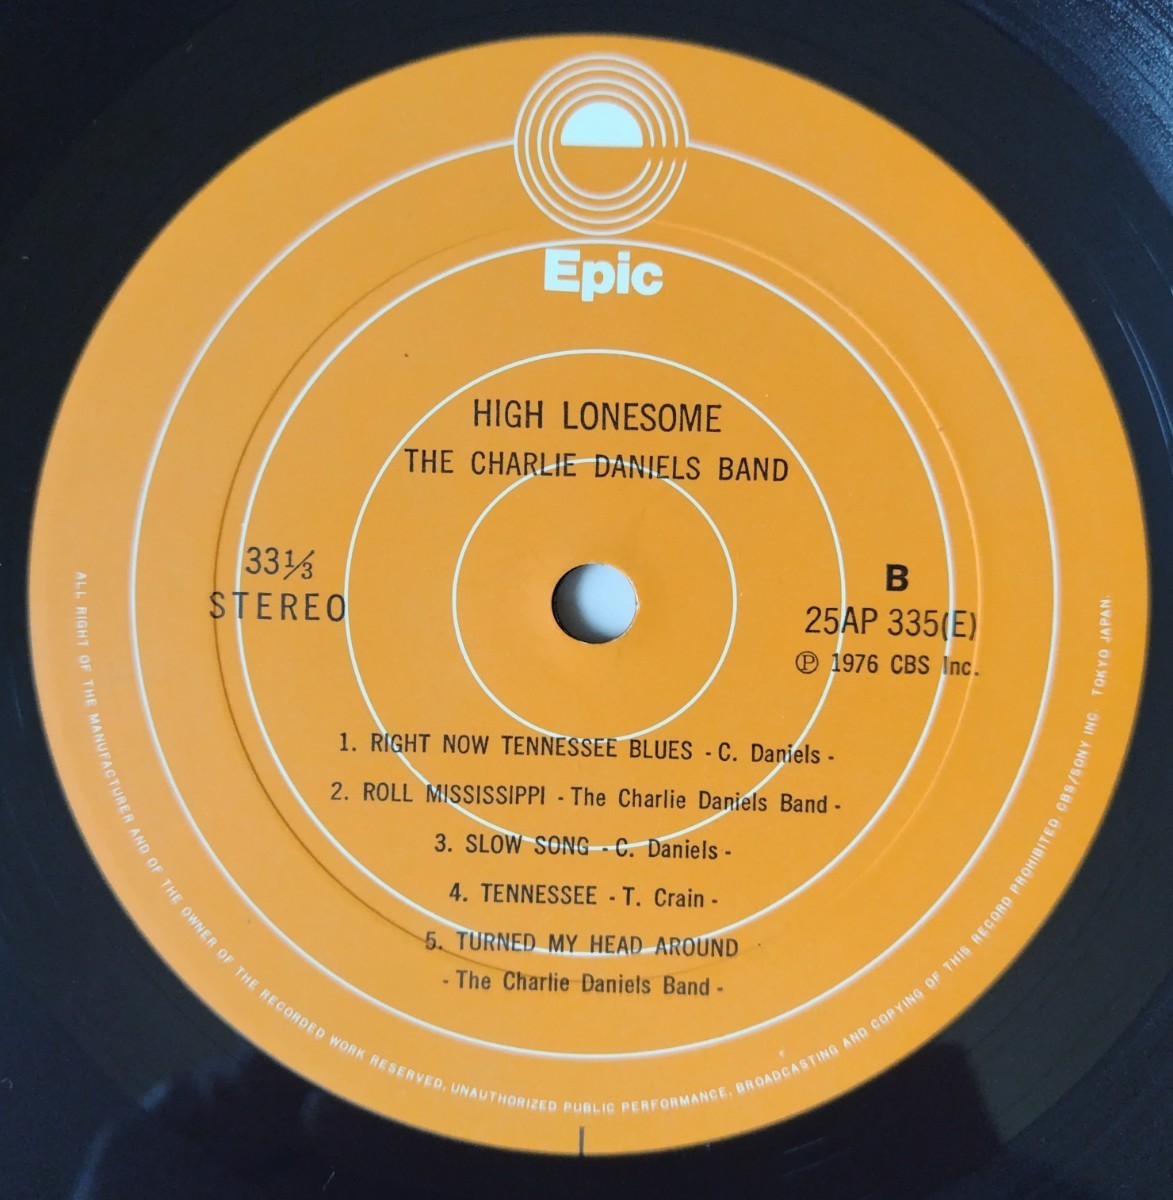 Epic
HIGH LONESOME
THE CHARLIE DANIELS BAND
33⅓
STEREO
B
25AP 335(E)
Ⓟ 1976 CBS Inc.
1. RIGHT NOW TENNESSEE BLUES - C. Daniels -
2. ROLL MISSISSIPPI - The Charlie Daniels Band -
3. SLOW SONG - C. Daniels -
4. TENNESSEE - T. Crain -
5. TURNED MY HEAD AROUND
- The Charlie Daniels Band -
ALL RIGHT OF THE MANUFACTURER AND OF THE OWNER OF THE RECORDED WORK RESERVED. UNAUTHORIZED PUBLIC PERFORMANCE, BROADCASTING AND COPYING OF THIS RECORD PROHIBITED CBS/SONY INC. TOKYO JAPAN.